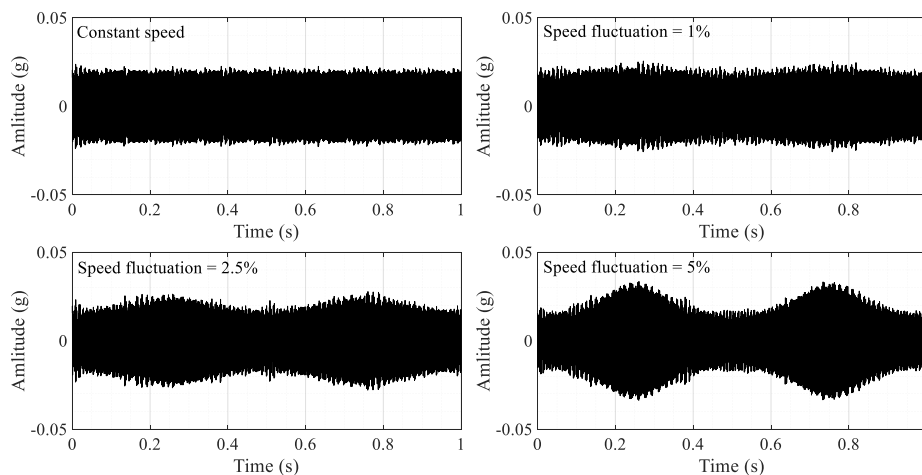 0.05
Constant speed
Amlitude (g)
0
-0.05
0 0.2 0.4 0.6 0.8 1
Time (s)
0.05
Speed fluctuation = 1%
Amlitude (g)
0
-0.05
0 0.2 0.4 0.6 0.8
Time (s)
0.05
Speed fluctuation = 2.5%
Amlitude (g)
0
-0.05
0 0.2 0.4 0.6 0.8 1
Time (s)
0.05
Speed fluctuation = 5%
Amlitude (g)
0
-0.05
0 0.2 0.4 0.6 0.8
Time (s)